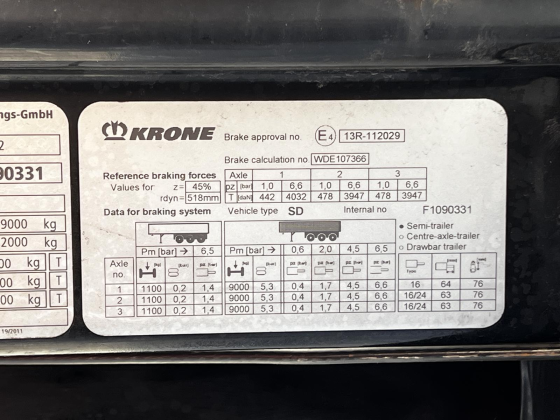 ngs-GmbH
2
90331
9000 kg
2000 kg
00 kg T
00 kg T
00 kg T
19/2011
KRONE
Brake approval no. E4 13R-112029
Brake calculation no. WDE107366
Reference braking forces Axle 1 2 3
Values for z= 45% pz [bar] 1,0 6,6 1,0 6,6 1,0 6,6
rdyn= 518mm T [daN] 442 4032 478 3947 478 3947
Data for braking system Vehicle type SD Internal no F1090331
Semi-trailer
Centre-axle-trailer
Drawbar trailer
Pm [bar] → 6,5 Pm [bar] → 0,6 2,0 4,5 6,5
Axle no. [kg] [bar] [bar] [kg] [bar] [bar] [bar] [bar] [bar] Type [mm] [mm]
1 1100 0,2 1,4 9000 5,3 0,4 1,7 4,5 6,6 16 64 76
2 1100 0,2 1,4 9000 5,3 0,4 1,7 4,5 6,6 16/24 63 76
3 1100 0,2 1,4 9000 5,3 0,4 1,7 4,5 6,6 16/24 63 76